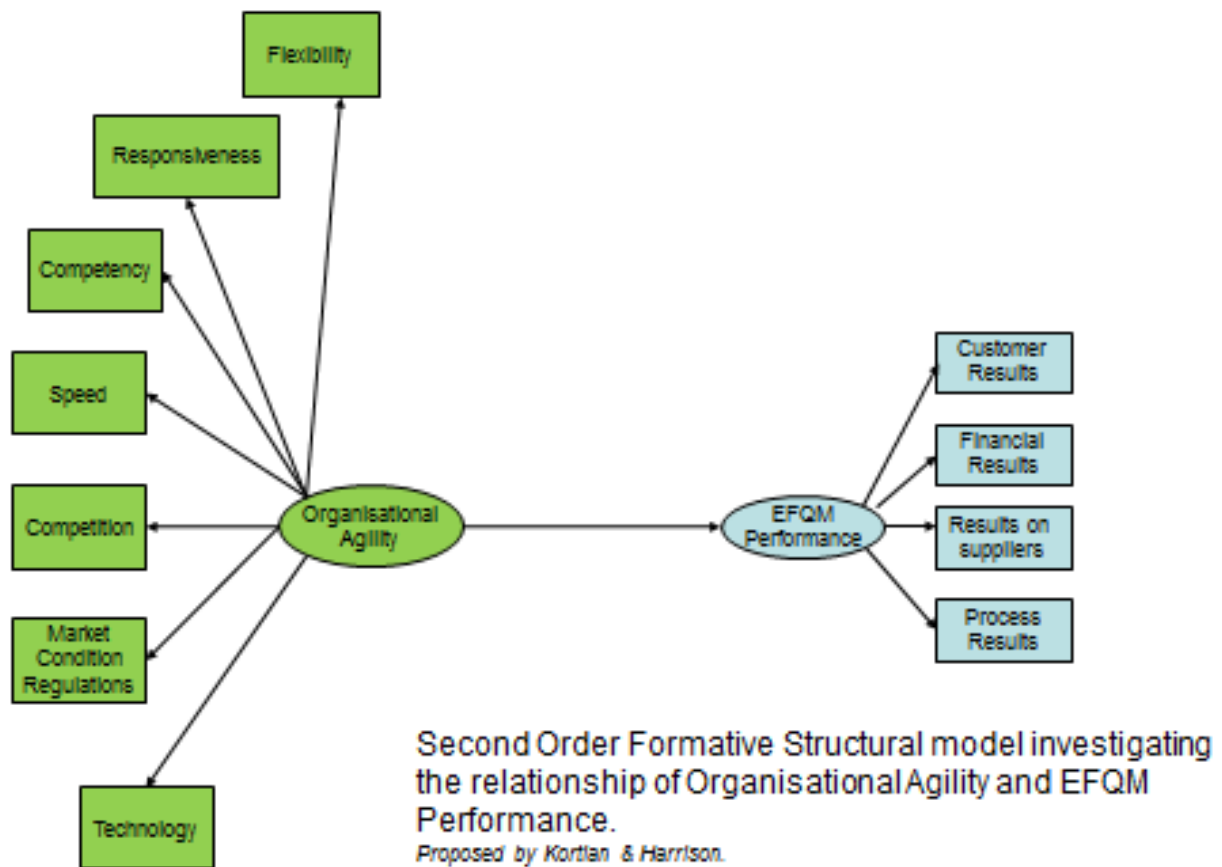 Flexibility
Responsiveness
Competency
Speed
Competition
Market
Condition
Regulations
Technology
Organisational
Agility
EFQM
Performance
Customer
Results
Financial
Results
Results on
suppliers
Process
Results
Second Order Formative Structural model investigating
the relationship of Organisational Agility and EFQM
Performance.
Proposed by Kortian & Harrison.